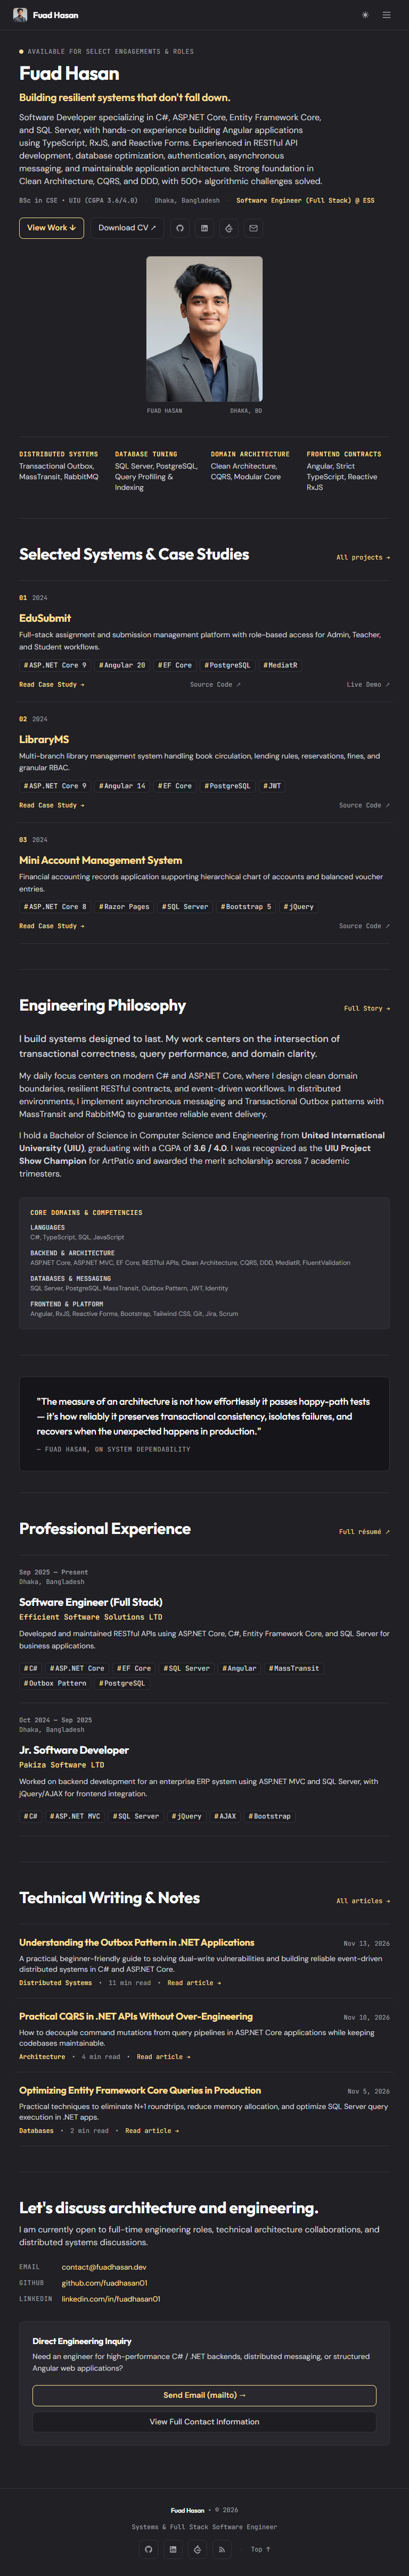 Fuad Hasan
AVAILABLE FOR SELECT ENGAGEMENTS & ROLES
Fuad Hasan
Building resilient systems that don't fall down.
Software Developer specializing in C#, ASP.NET Core, Entity Framework Core,
and SQL Server, with hands-on experience building Angular applications
using TypeScript, RxJS, and Reactive Forms. Experienced in RESTful API
development, database optimization, authentication, asynchronous
messaging, and maintainable application architecture. Strong foundation in
Clean Architecture, CQRS, and DDD, with 500+ algorithmic challenges solved.
BSc in CSE • UIU (CGPA 3.6/4.0) Dhaka, Bangladesh Software Engineer (Full Stack) @ ESS
View Work ↓ Download CV ↗
FUAD HASAN DHAKA, BD
DISTRIBUTED SYSTEMS DATABASE TUNING DOMAIN ARCHITECTURE FRONTEND CONTRACTS
Transactional Outbox, SQL Server, PostgreSQL, Clean Architecture, Angular, Strict
MassTransit, RabbitMQ Query Profiling & CQRS, Modular Core TypeScript, Reactive
Indexing RxJS
Selected Systems & Case Studies All projects →
01 2024
EduSubmit
Full-stack assignment and submission management platform with role-based access for Admin, Teacher,
and Student workflows.
#ASP.NET Core 9 #Angular 20 #EF Core #PostgreSQL #MediatR
Read Case Study → Source Code ↗ Live Demo ↗
02 2024
LibraryMS
Multi-branch library management system handling book circulation, lending rules, reservations, fines, and
granular RBAC.
#ASP.NET Core 9 #Angular 14 #EF Core #PostgreSQL #JWT
Read Case Study → Source Code ↗
03 2024
Mini Account Management System
Financial accounting records application supporting hierarchical chart of accounts and balanced voucher
entries.
#ASP.NET Core 8 #Razor Pages #SQL Server #Bootstrap 5 #jQuery
Read Case Study → Source Code ↗
Engineering Philosophy Full Story →
I build systems designed to last. My work centers on the intersection of
transactional correctness, query performance, and domain clarity.
My daily focus centers on modern C# and ASP.NET Core, where I design clean domain
boundaries, resilient RESTful contracts, and event-driven workflows. In distributed
environments, I implement asynchronous messaging and Transactional Outbox patterns with
MassTransit and RabbitMQ to guarantee reliable event delivery.
I hold a Bachelor of Science in Computer Science and Engineering from United International
University (UIU), graduating with a CGPA of 3.6 / 4.0. I was recognized as the UIU Project
Show Champion for ArtPatio and awarded the merit scholarship across 7 academic
trimesters.
CORE DOMAINS & COMPETENCIES
LANGUAGES
C#, TypeScript, SQL, JavaScript
BACKEND & ARCHITECTURE
ASP.NET Core, ASP.NET MVC, EF Core, RESTful APIs, Clean Architecture, CQRS, DDD, MediatR, FluentValidation
DATABASES & MESSAGING
SQL Server, PostgreSQL, MassTransit, Outbox Pattern, JWT, Identity
FRONTEND & PLATFORM
Angular, RxJS, Reactive Forms, Bootstrap, Tailwind CSS, Git, Jira, Scrum
"The measure of an architecture is not how effortlessly it passes happy-path tests
— it's how reliably it preserves transactional consistency, isolates failures, and
recovers when the unexpected happens in production."
— FUAD HASAN, ON SYSTEM DEPENDABILITY
Professional Experience Full résumé ↗
Sep 2025 — Present
Dhaka, Bangladesh
Software Engineer (Full Stack)
Efficient Software Solutions LTD
Developed and maintained RESTful APIs using ASP.NET Core, C#, Entity Framework Core, and SQL Server for
business applications.
#C# #ASP.NET Core #EF Core #SQL Server #Angular #MassTransit
#Outbox Pattern #PostgreSQL
Oct 2024 — Sep 2025
Dhaka, Bangladesh
Jr. Software Developer
Pakiza Software LTD
Worked on backend development for an enterprise ERP system using ASP.NET MVC and SQL Server, with
jQuery/AJAX for frontend integration.
#C# #ASP.NET MVC #SQL Server #jQuery #AJAX #Bootstrap
Technical Writing & Notes All articles →
Understanding the Outbox Pattern in .NET Applications Nov 13, 2026
A practical, beginner-friendly guide to solving dual-write vulnerabilities and building reliable event-driven
distributed systems in C# and ASP.NET Core.
Distributed Systems • 11 min read • Read article →
Practical CQRS in .NET APIs Without Over-Engineering Nov 10, 2026
How to decouple command mutations from query pipelines in ASP.NET Core applications while keeping
codebases maintainable.
Architecture • 4 min read • Read article →
Optimizing Entity Framework Core Queries in Production Nov 5, 2026
Practical techniques to eliminate N+1 roundtrips, reduce memory allocation, and optimize SQL Server query
execution in .NET apps.
Databases • 2 min read • Read article →
Let's discuss architecture and engineering.
I am currently open to full-time engineering roles, technical architecture collaborations, and
distributed systems discussions.
EMAIL contact@fuadhasan.dev
GITHUB github.com/fuadhasan01
LINKEDIN linkedin.com/in/fuadhasan01
Direct Engineering Inquiry
Need an engineer for high-performance C# / .NET backends, distributed messaging, or structured
Angular web applications?
Send Email (mailto) →
View Full Contact Information
Fuad Hasan • © 2026
Systems & Full Stack Software Engineer
Top ↑